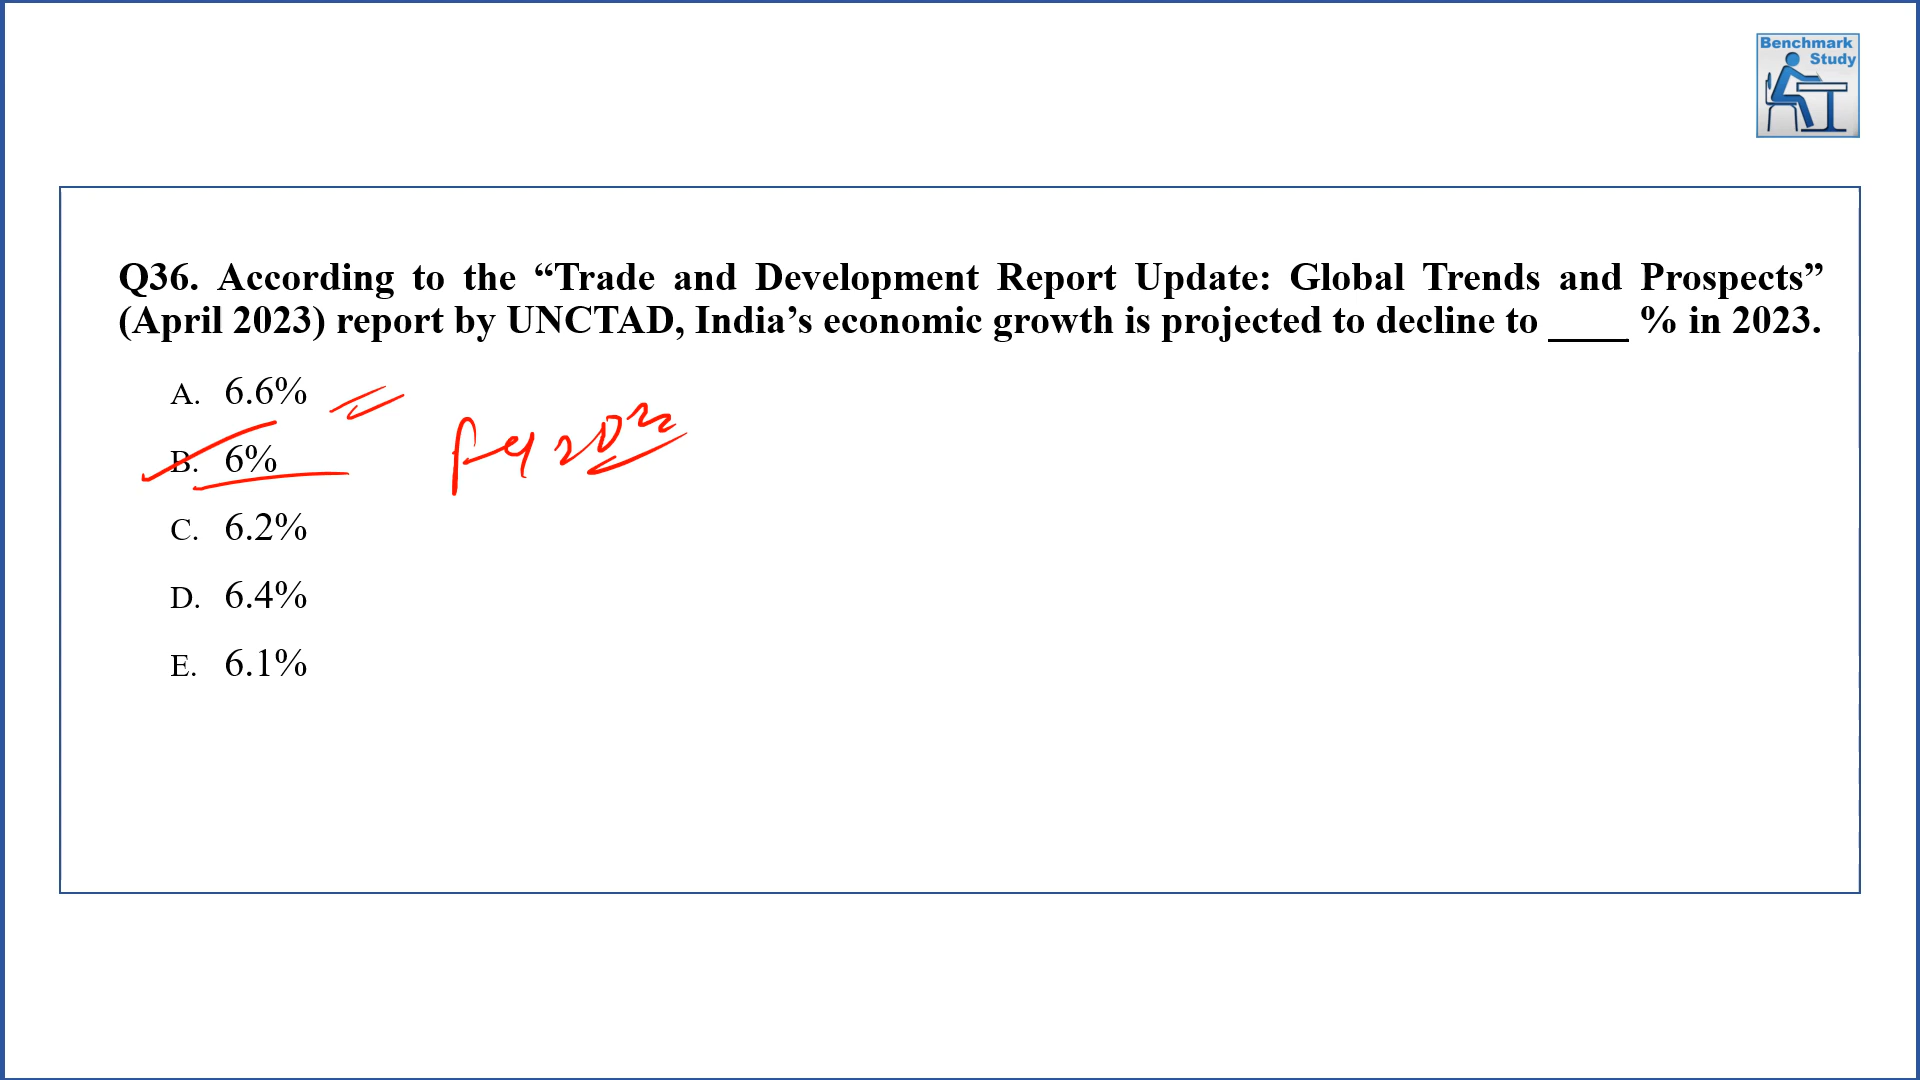 Benchmark
Study
Q36. According to the “Trade and Development Report Update: Global Trends and Prospects”
(April 2023) report by UNCTAD, India’s economic growth is projected to decline to ____ % in 2023.
A. 6.6%
B. 6%
C. 6.2%
D. 6.4%
E. 6.1%